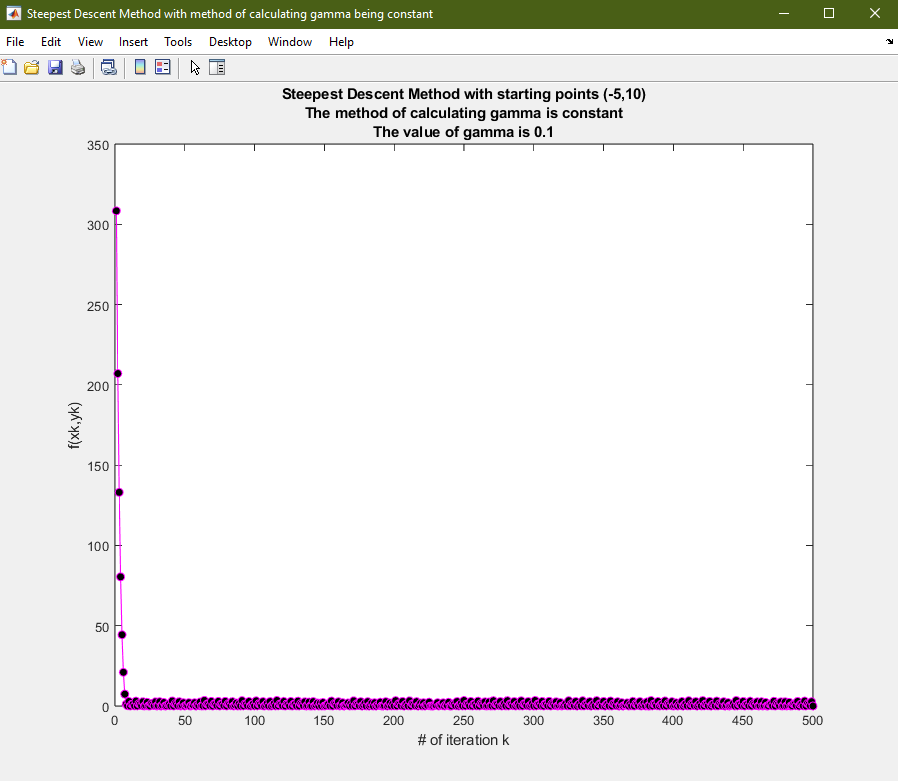 Steepest Descent Method with method of calculating gamma being constant
File Edit View Insert Tools Desktop Window Help
Steepest Descent Method with starting points (-5,10)
The method of calculating gamma is constant
The value of gamma is 0.1
350
300
250
200
150
100
50
0
f(xk,yk)
0 50 100 150 200 250 300 350 400 450 500
# of iteration k